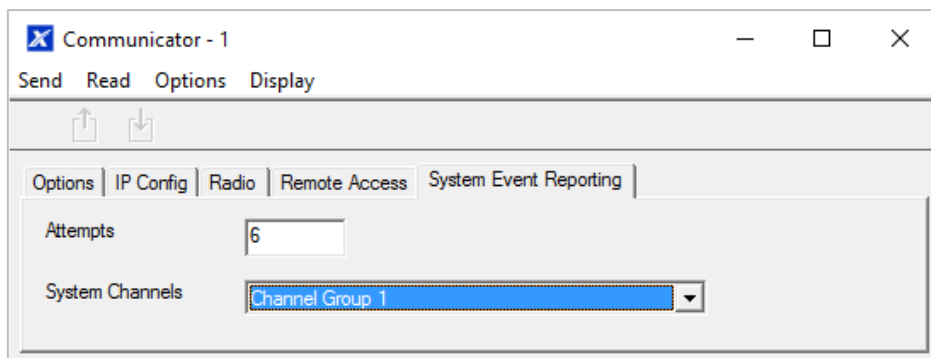 Communicator - 1
Send Read Options Display
Options IP Config Radio Remote Access System Event Reporting
Attempts 6
System Channels Channel Group 1